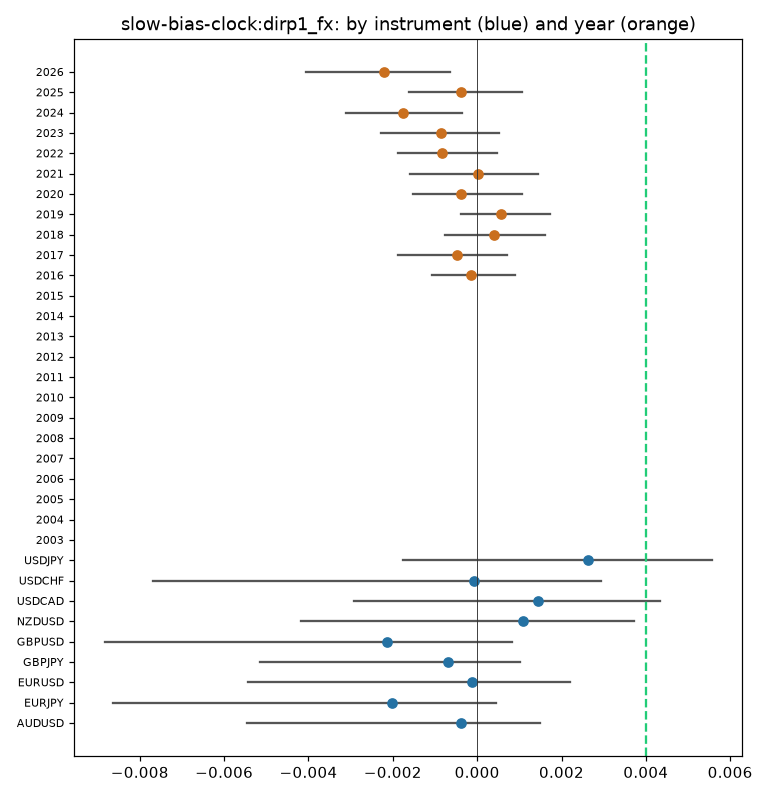 slow-bias-clock:dirp1_fx: by instrument (blue) and year (orange)
2026
2025
2024
2023
2022
2021
2020
2019
2018
2017
2016
2015
2014
2013
2012
2011
2010
2009
2008
2007
2006
2005
2004
2003
USDJPY
USDCHF
USDCAD
NZDUSD
GBPUSD
GBPJPY
EURUSD
EURJPY
AUDUSD
−0.008 −0.006 −0.004 −0.002 0.000 0.002 0.004 0.006